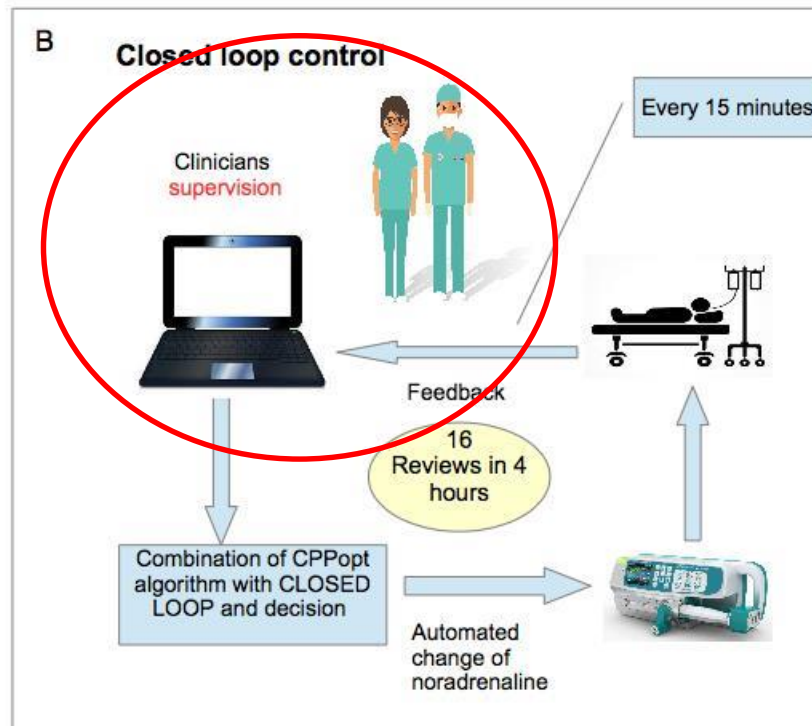 B
Closed loop control
Every 15 minutes
Clinicians
supervision
Feedback
16
Reviews in 4
hours
Combination of CPPopt
algorithm with CLOSED
LOOP and decision
Automated
change of
noradrenaline